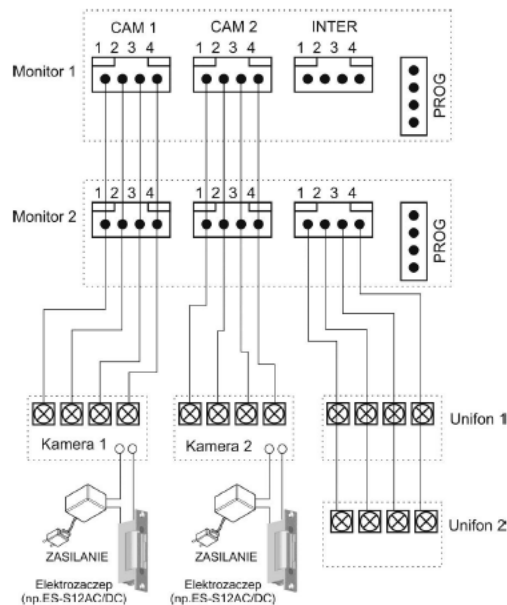 CAM 1 CAM 2 INTER
1 2 3 4 1 2 3 4 1 2 3 4
Monitor 1
PROG
1 2 3 4 1 2 3 4 1 2 3 4
Monitor 2
PROG
Unifon 1
Kamera 1 Kamera 2
Unifon 2
ZASILANIE ZASILANIE
Elektrozaczep Elektrozaczep
(np.ES-S12AC/DC) (np.ES-S12AC/DC)